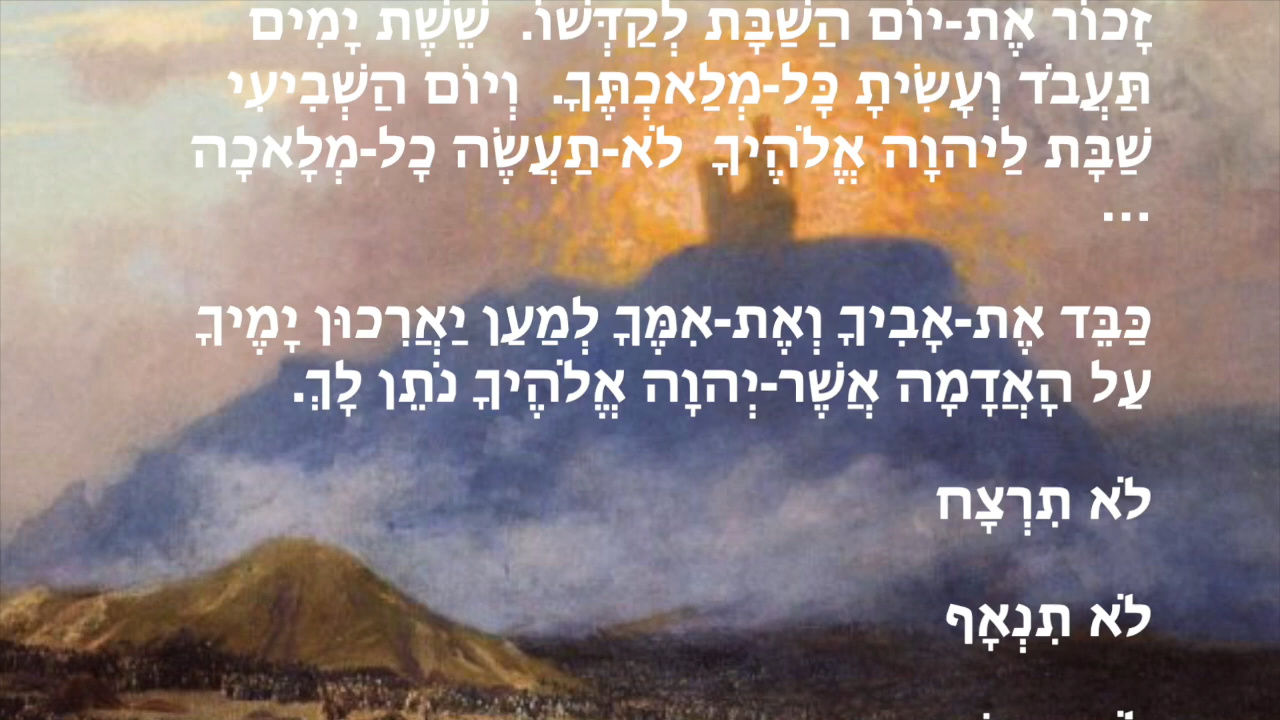 זָכוֹר אֶת-יוֹם הַשַּׁבָּת לְקַדְּשׁוֹ. שֵׁשֶׁת יָמִים
תַּעֲבֹד וְעָשִׂיתָ כָּל-מְלַאכְתֶּךָ. וְיוֹם הַשְּׁבִיעִי
שַׁבָּת לַיהוָה אֱלֹהֶיךָ לֹא-תַעֲשֶׂה כָל-מְלָאכָה
...
כַּבֵּד אֶת-אָבִיךָ וְאֶת-אִמֶּךָ לְמַעַן יַאֲרִכוּן יָמֶיךָ
עַל הָאֲדָמָה אֲשֶׁר-יְהוָה אֱלֹהֶיךָ נֹתֵן לָךְ.
לֹא תִרְצָח
לֹא תִנְאָף